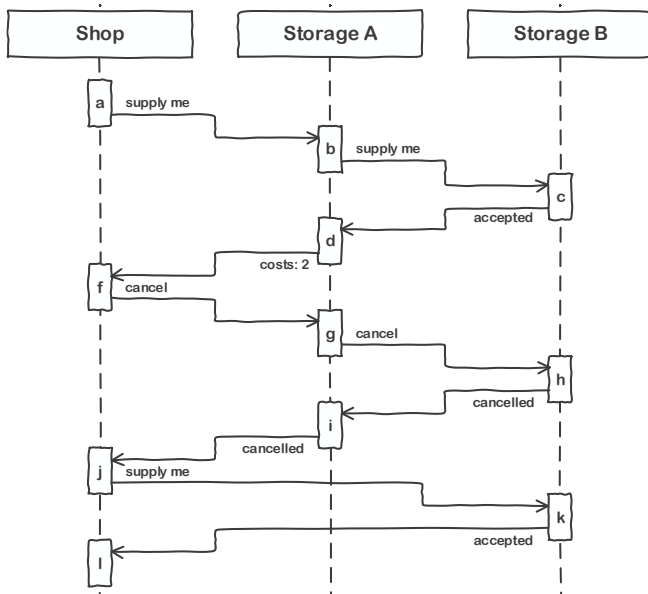 Shop Storage A Storage B
a
supply me
b
supply me
c
accepted
d
costs: 2
f
cancel
g
cancel
h
cancelled
i
cancelled
j
supply me
k
accepted
l